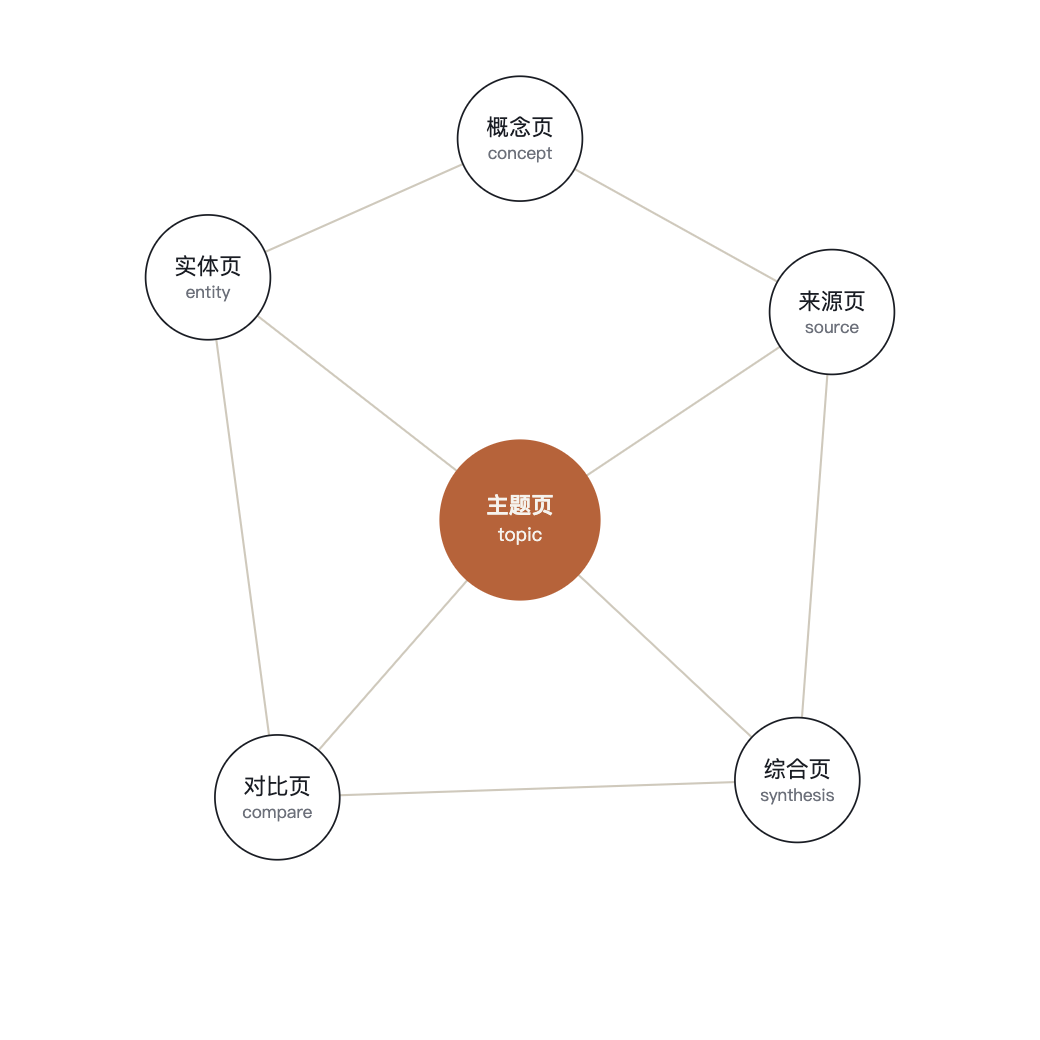 概念页
concept
实体页
entity
来源页
source
主题页
topic
对比页
compare
综合页
synthesis